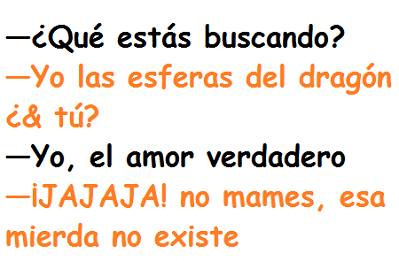 —¿Qué estás buscando?
—Yo las esferas del dragón
¿& tú?
—Yo, el amor verdadero
—¡JAJAJA! no mames, esa
mierda no existe